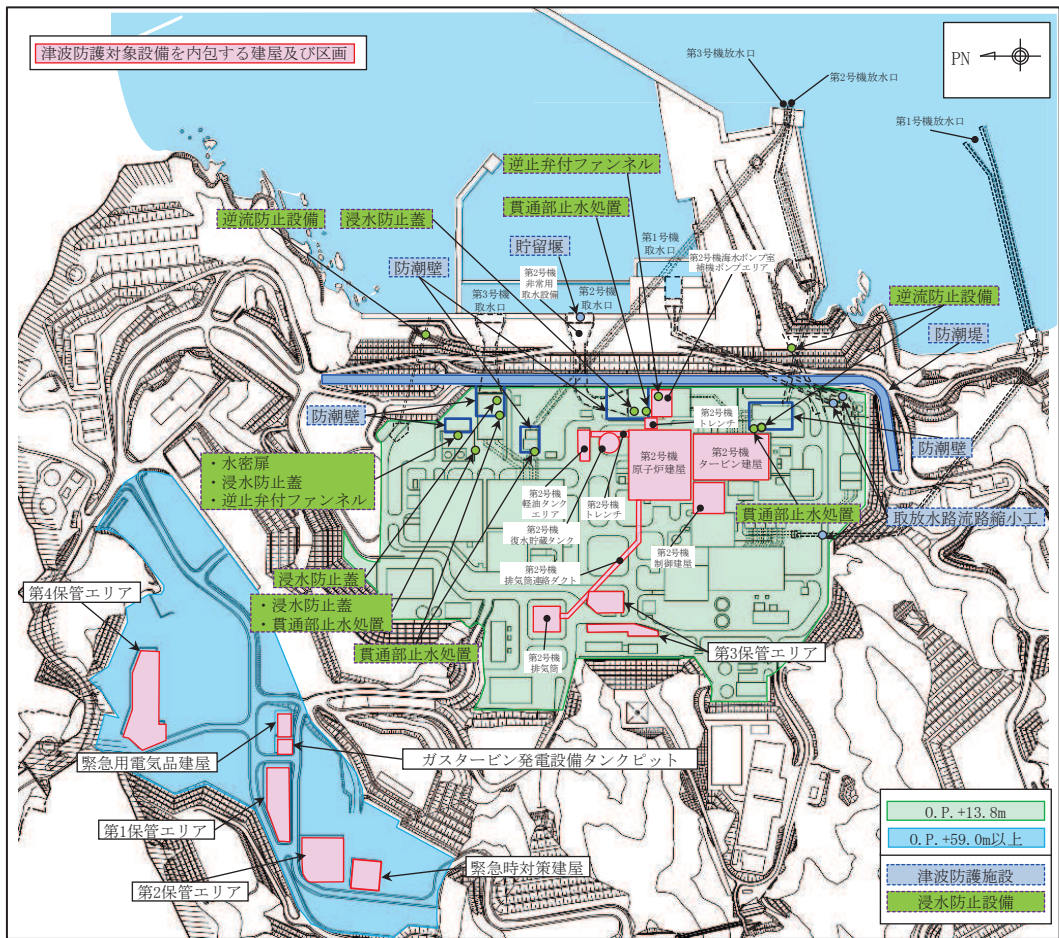 津波防護対象設備を内包する建屋及び区画
PN
第3号機放水口
第2号機放水口
第1号機放水口
逆止弁付ファンネル
貫通部止水処置
逆流防止設備
浸水防止蓋
防潮壁
貯留堰
第1号機
取水口
第2号機海水ポンプ室
補機ポンプエリア
第2号機
非常用
取水設備
第2号機
取水口
第3号機
取水口
逆流防止設備
防潮堤
防潮壁
・水密扉
・浸水防止蓋
・逆止弁付ファンネル
第2号機
トレンチ
第2号機
原子炉建屋
第2号機
タービン建屋
防潮壁
第2号機
軽油タンク
エリア
第2号機
トレンチ
第2号機
復水貯蔵タンク
貫通部止水処置
取放水路流路縮小工
第2号機
制御建屋
第2号機
排気筒連絡ダクト
浸水防止蓋
・浸水防止蓋
・貫通部止水処置
貫通部止水処置
第4保管エリア
第3保管エリア
第2号機
排気筒
緊急用電気品建屋
ガスタービン発電設備タンクピット
第1保管エリア
第2保管エリア
緊急時対策建屋
O.P.+13.8m
O.P.+59.0m以上
津波防護施設
浸水防止設備